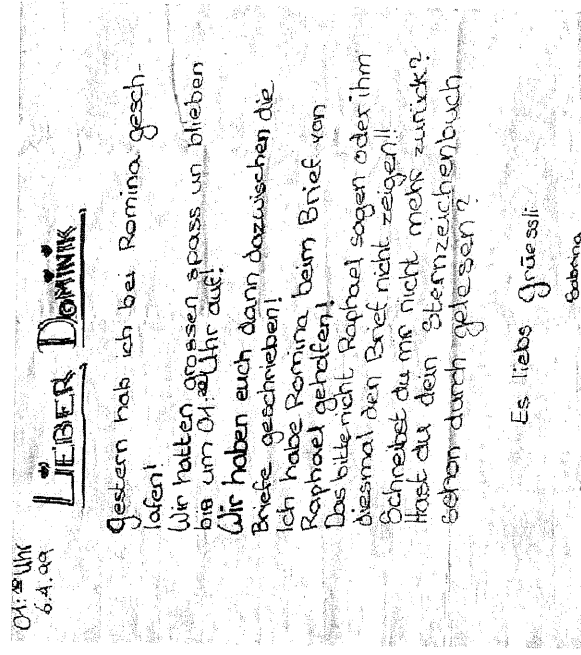 01:⁰⁰ Uhr
6.4.99
LIEBER DOMINIK
Gestern hab ich bei Romina gesch-
lafen!
Wir hatten grossen spass un blieben
bis um 01:⁰⁰ Uhr auf!
Wir haben euch dann dazwischen die
Briefe geschrieben!
Ich habe Romina beim Brief von
Raphael geholfen!
Das bitte nicht Raphael sagen oder ihm
diesmal den Brief nicht zeigen!!
Schreibst du mr nicht mehr zurück?
Hast du dein Sternzeichenbuch
schon durch gelesen?
Es liebs Grüessli
Sabrina